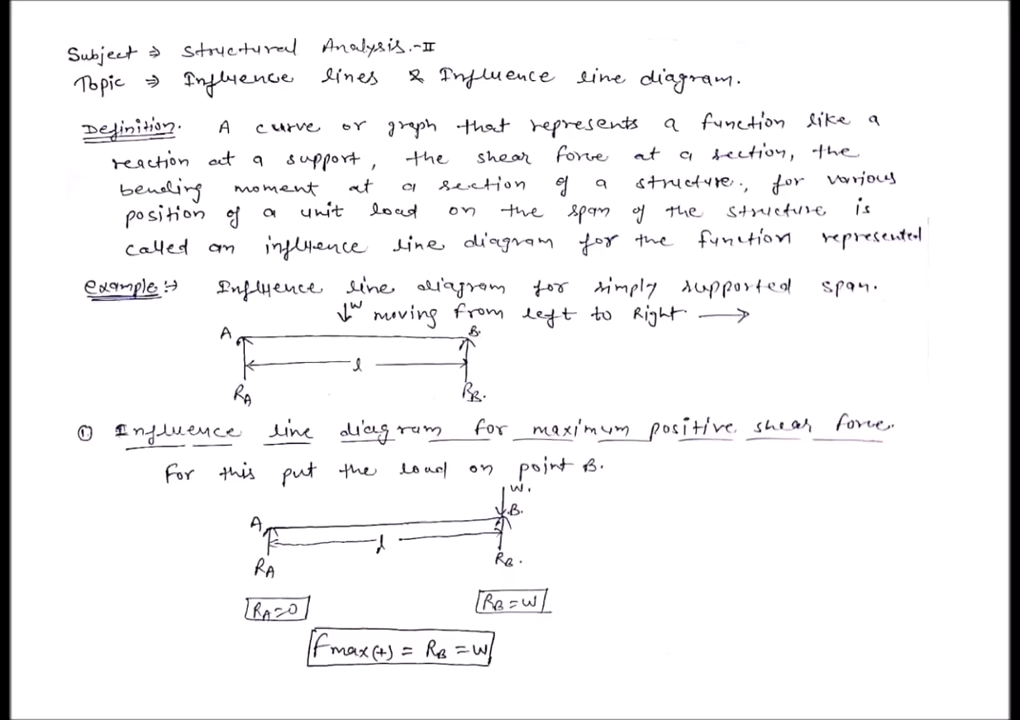 Subject ⇒ Structural Analysis.-II
Topic ⇒ Influence lines & Influence line diagram.
Definition. A curve or graph that represents a function like a
reaction at a support, the shear force at a section, the
bending moment at a section of a structure., for various
position of a unit load on the span of the structure is
called an influence line diagram for the function represented
Example:→ Influence line diagram for simply supported span.
↓W moving from left to Right →
A B
l
RA RB.
① Influence line diagram for maximum positive shear force.
For this put the load on point B.
W.
A B.
l
RA RB.
RA=0 RB=W
Fmax(+) = RB = W